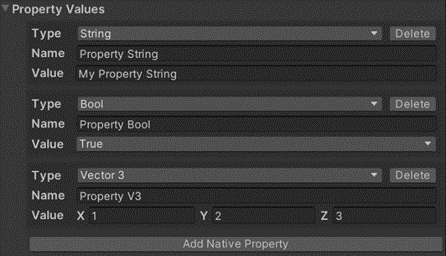 Property Values
Type String Delete
Name Property String
Value My Property String
Type Bool Delete
Name Property Bool
Value True
Type Vector 3 Delete
Name Property V3
Value X 1 Y 2 Z 3
Add Native Property